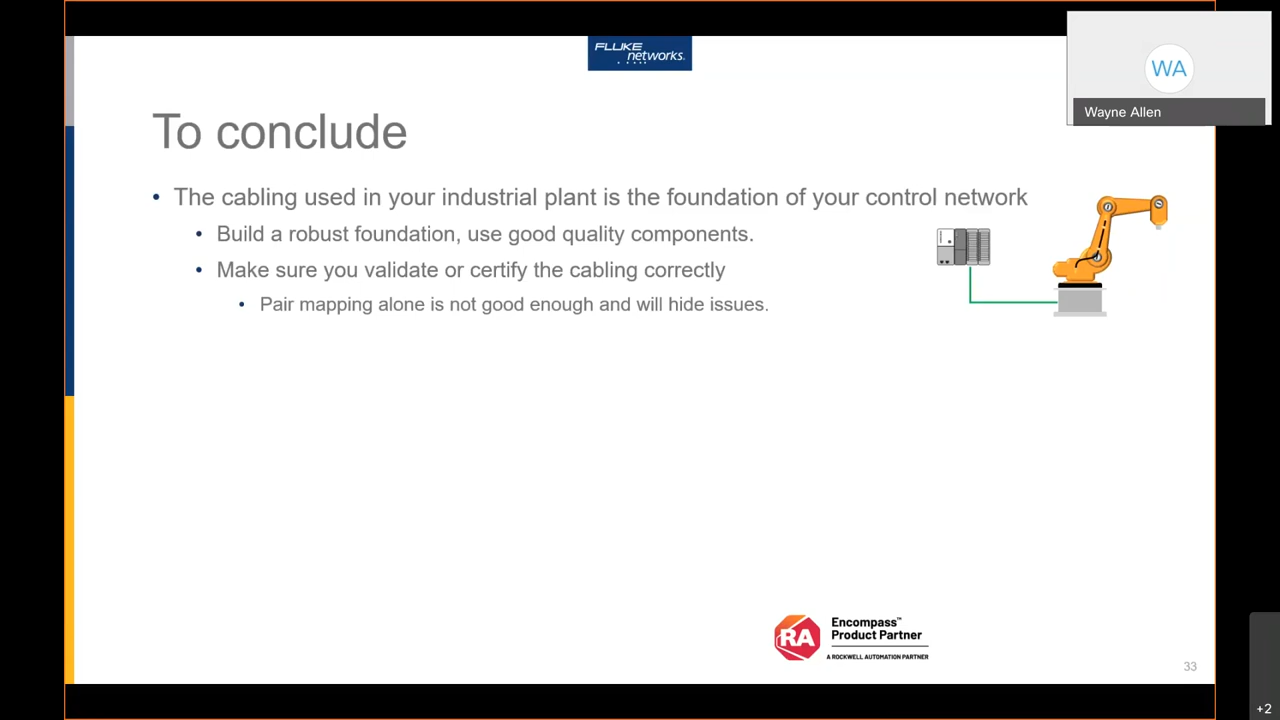 FLUKE
networks.
WA
Wayne Allen
To conclude
• The cabling used in your industrial plant is the foundation of your control network
• Build a robust foundation, use good quality components.
• Make sure you validate or certify the cabling correctly
• Pair mapping alone is not good enough and will hide issues.
RA
Encompass™
Product Partner
A ROCKWELL AUTOMATION PARTNER
33
+2